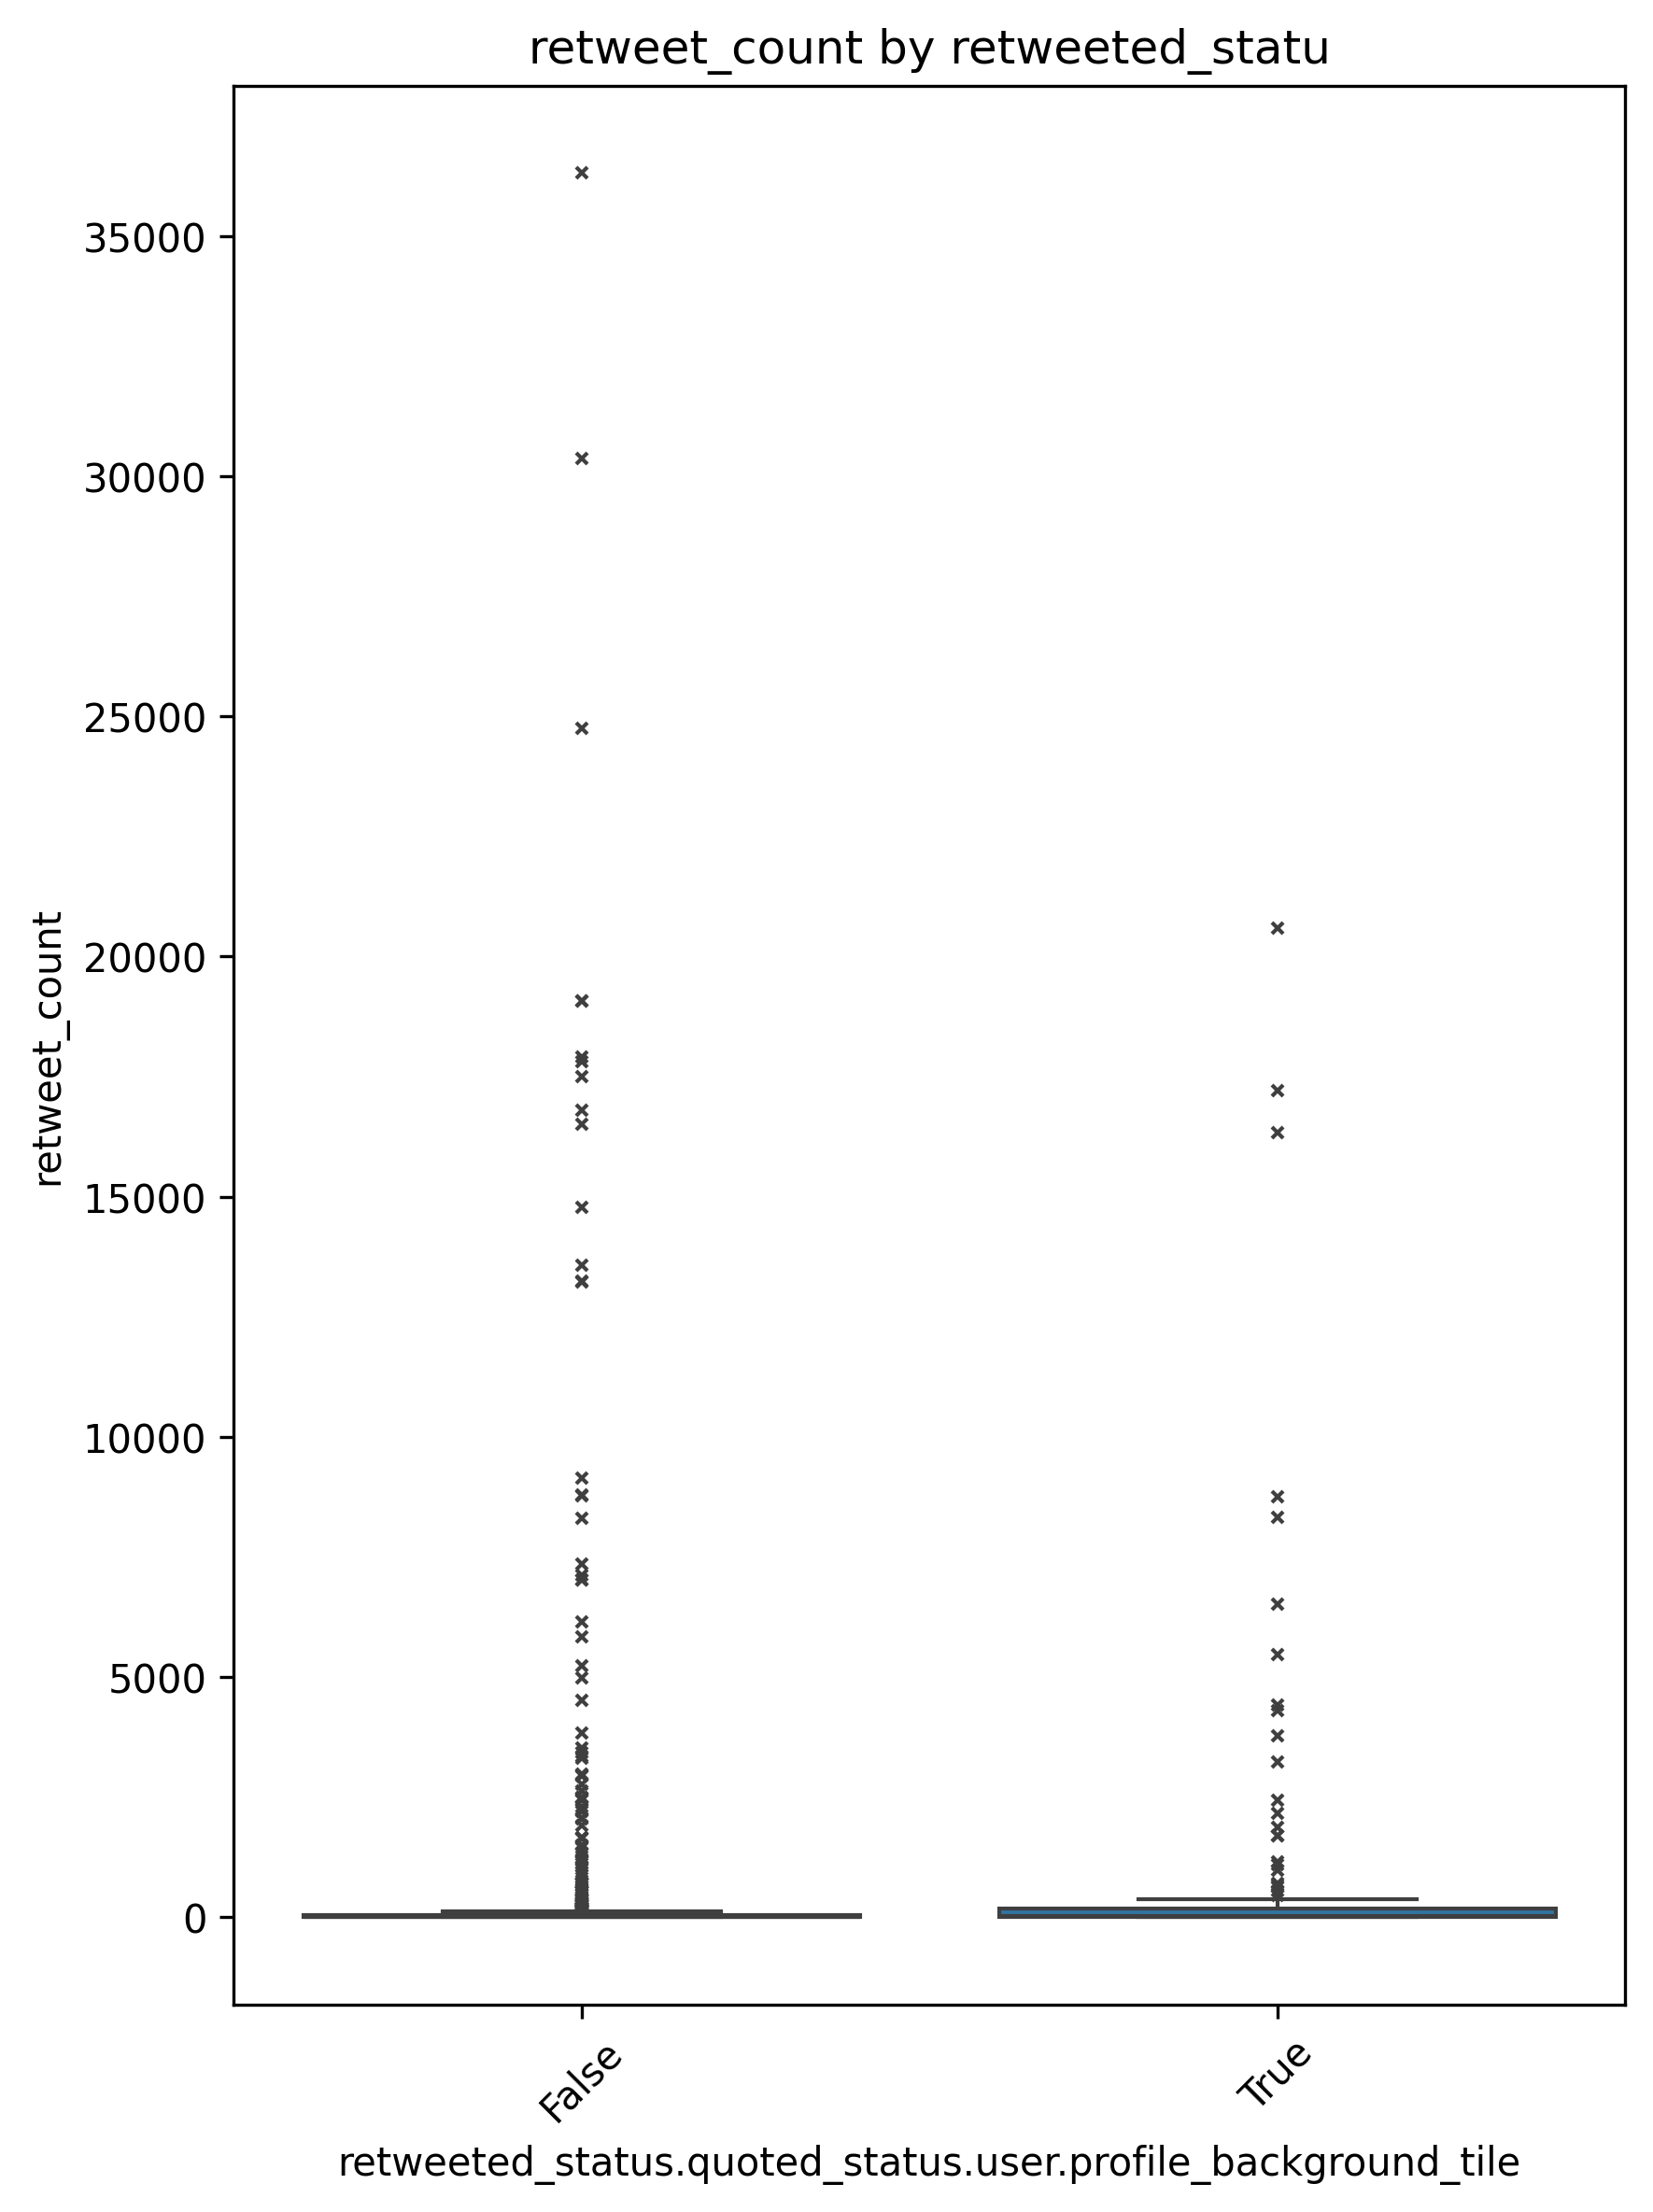 retweet_count by retweeted_statu
35000
30000
25000
20000
15000
10000
5000
0
retweet_count
False
True
retweeted_status.quoted_status.user.profile_background_tile